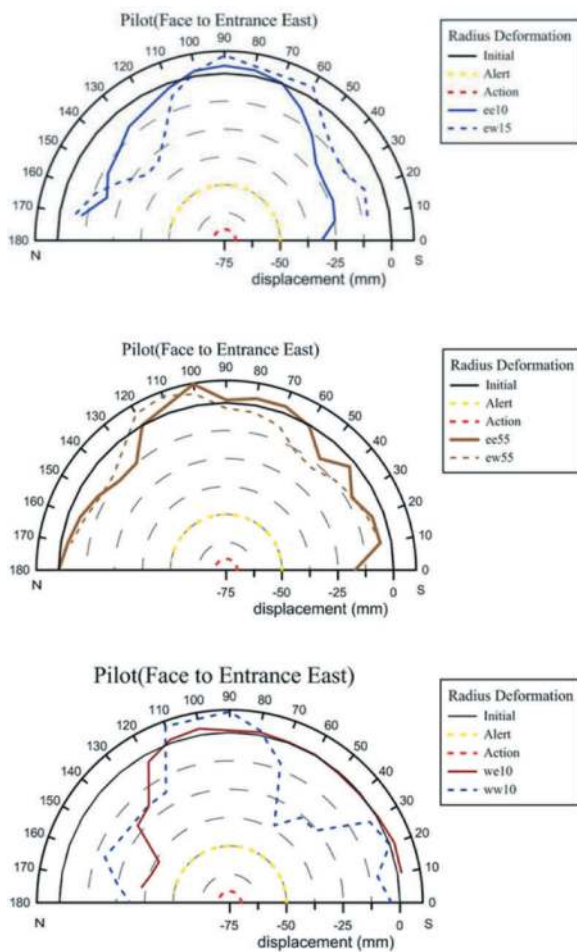 Pilot(Face to Entrance East)
180 170 160 150 140 130 120 110 100 90 80 70 60 50 40 30 20 10 0
N S
-75 -50 -25 0
displacement (mm)
Radius Deformation
Initial
Alert
Action
ee10
ew15
Pilot(Face to Entrance East)
180 170 160 150 140 130 120 110 100 90 80 70 60 50 40 30 20 10 0
N S
-75 -50 -25 0
displacement (mm)
Radius Deformation
Initial
Alert
Action
ee55
ew55
Pilot(Face to Entrance East)
180 170 160 150 140 130 120 110 100 90 80 70 60 50 40 30 20 10 0
N S
-75 -50 -25 0
displacement (mm)
Radius Deformation
Initial
Alert
Action
we10
ww10